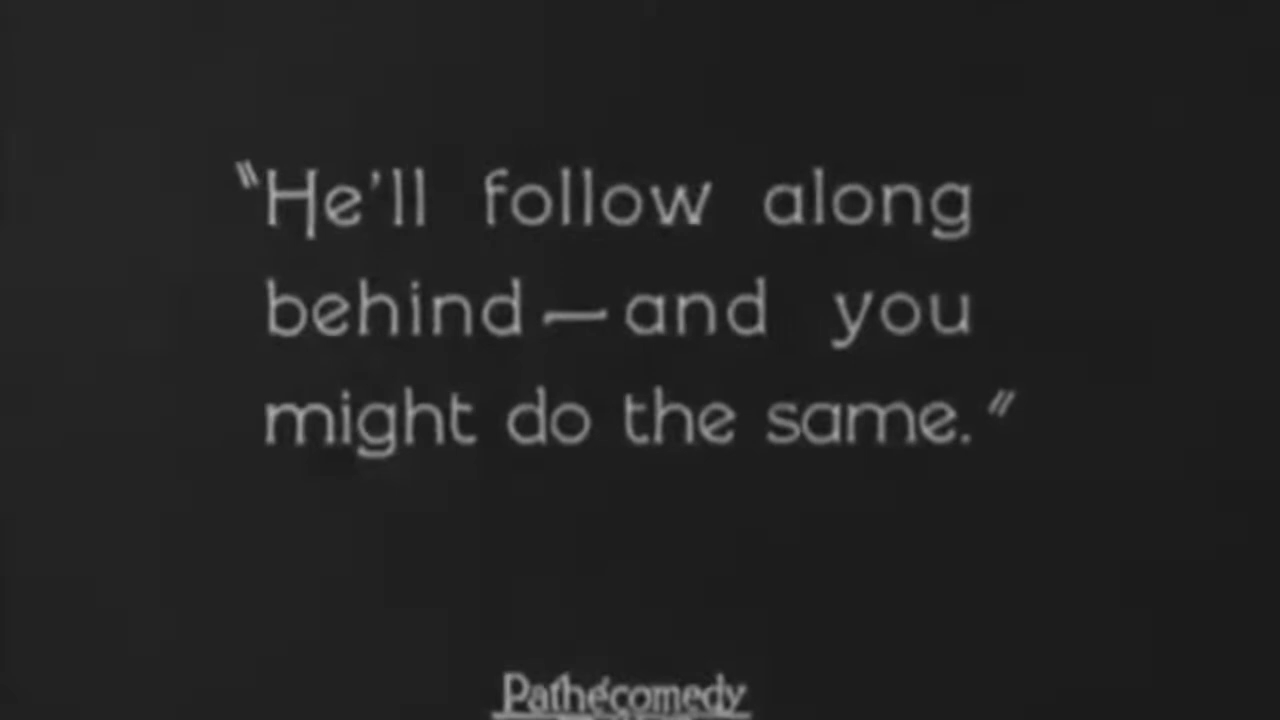 "He'll follow along
behind—and you
might do the same."
Pathécomedy